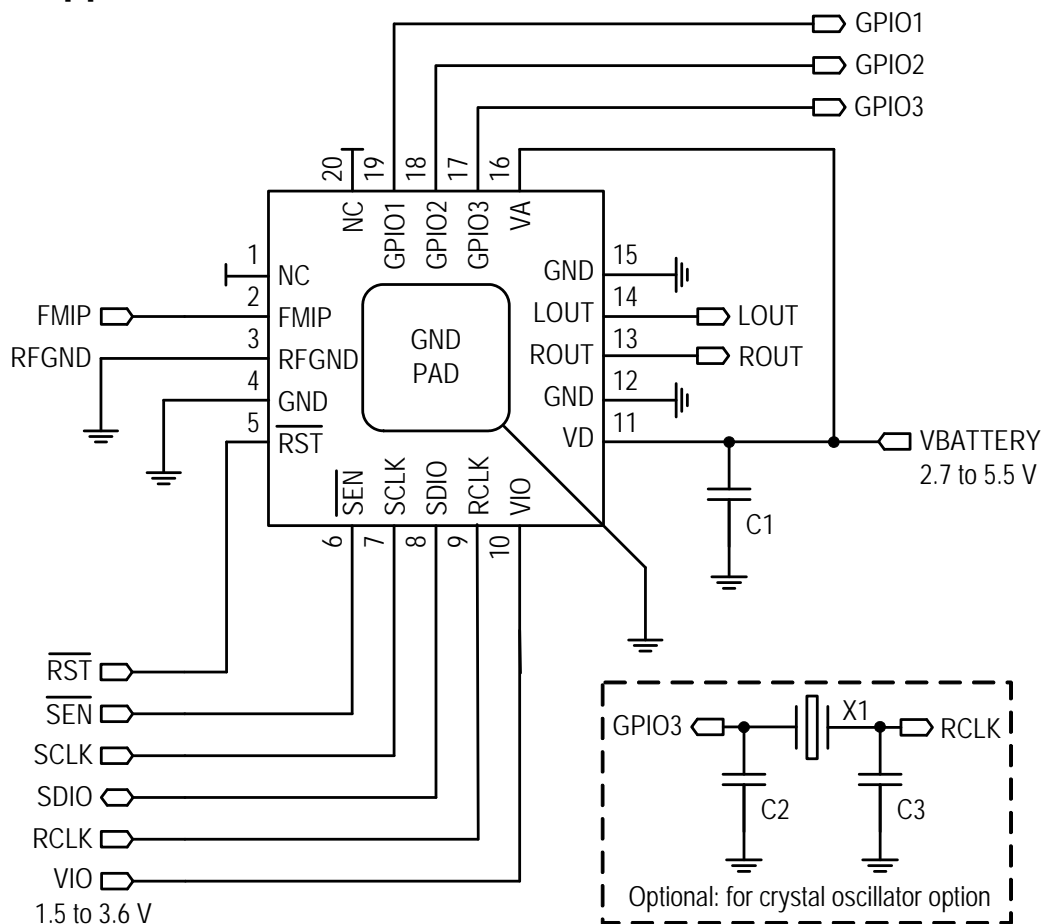 GPIO1
GPIO2
GPIO3
20
19
18
17
16
NC
GPIO1
GPIO2
GPIO3
VA
1
NC
2
FMIP
FMIP
3
RFGND
RFGND
4
GND
5
RST
GND
PAD
15
GND
14
LOUT
LOUT
13
ROUT
ROUT
12
GND
11
VD
VBATTERY
2.7 to 5.5 V
C1
SEN
SCLK
SDIO
RCLK
VIO
6
7
8
9
10
RST
SEN
SCLK
SDIO
RCLK
VIO
1.5 to 3.6 V
GPIO3
X1
RCLK
C2
C3
Optional: for crystal oscillator option